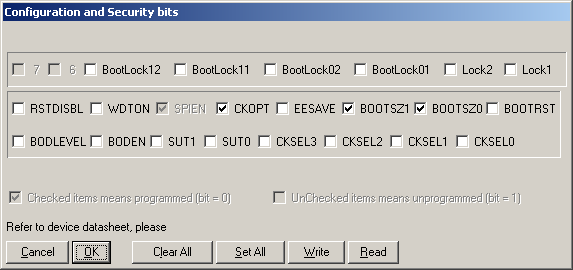 Configuration and Security bits
7 6 BootLock12 BootLock11 BootLock02 BootLock01 Lock2 Lock1
RSTDISBL WDTON SPIEN CKOPT EESAVE BOOTSZ1 BOOTSZ0 BOOTRST
BODLEVEL BODEN SUT1 SUT0 CKSEL3 CKSEL2 CKSEL1 CKSEL0
Checked items means programmed (bit = 0) UnChecked items means unprogrammed (bit = 1)
Refer to device datasheet, please
Cancel OK Clear All Set All Write Read